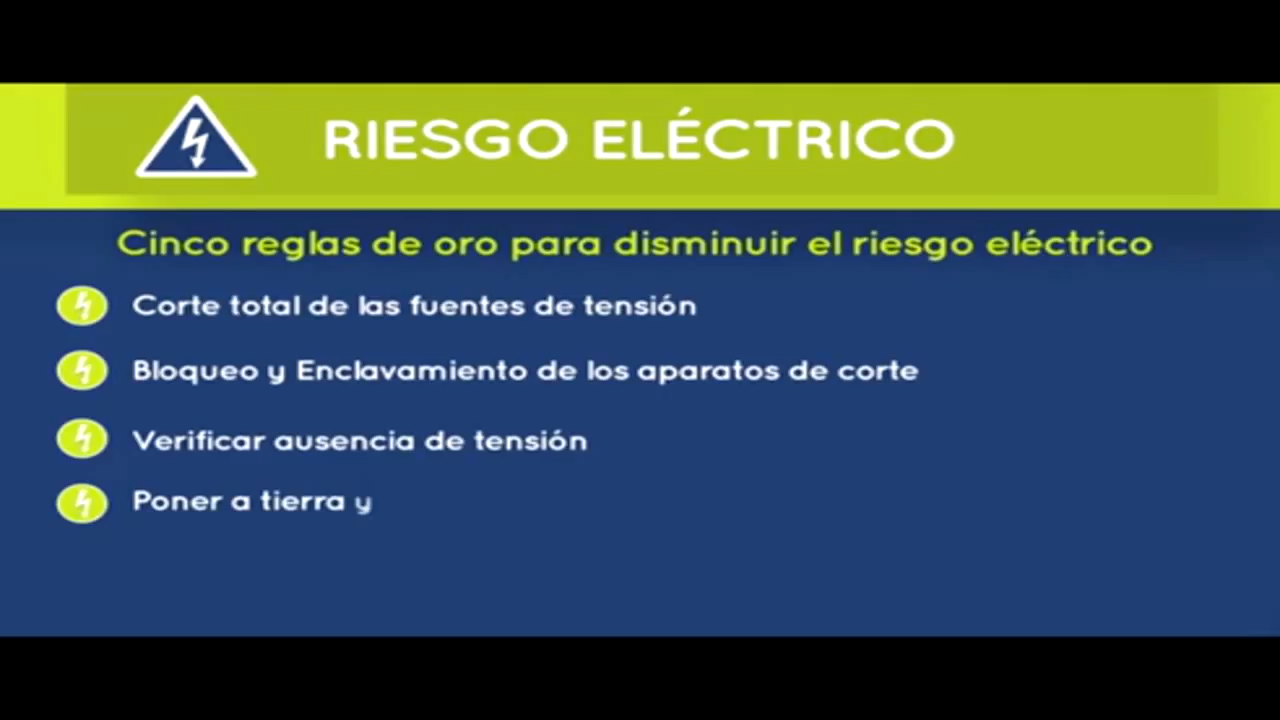 RIESGO ELÉCTRICO
Cinco reglas de oro para disminuir el riesgo eléctrico
Corte total de las fuentes de tensión
Bloqueo y Enclavamiento de los aparatos de corte
Verificar ausencia de tensión
Poner a tierra y